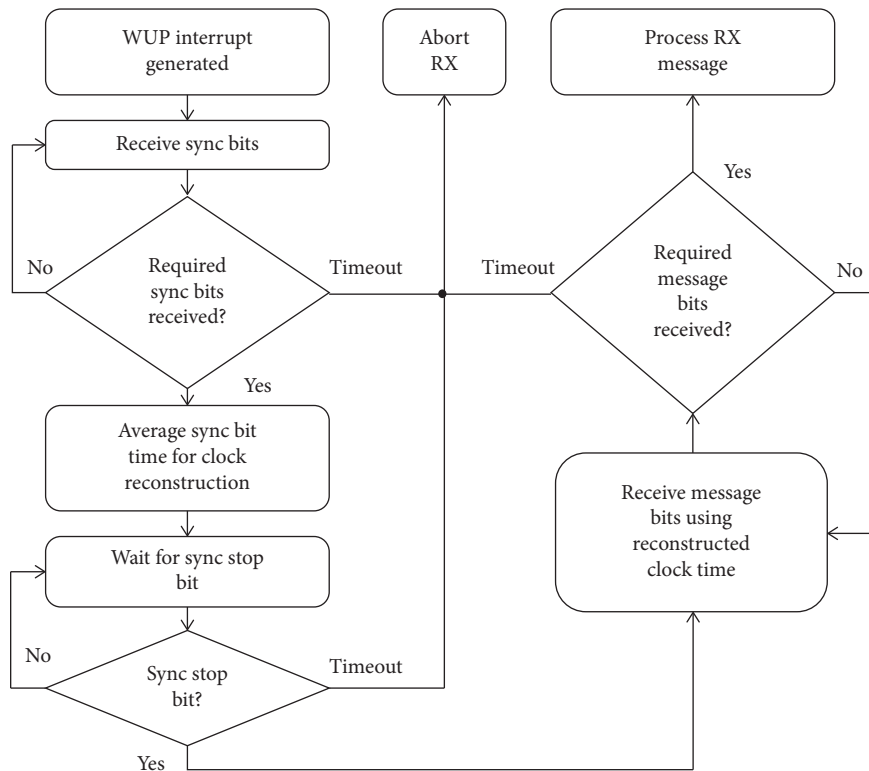 WUP interrupt
generated
Abort
RX
Process RX
message
Receive sync bits
Yes
No
Required
sync bits
received?
Timeout
Timeout
Required
message
bits
received?
No
Yes
Average sync bit
time for clock
reconstruction
Receive message
bits using
reconstructed
clock time
Wait for sync stop
bit
No
Sync stop
bit?
Timeout
Yes